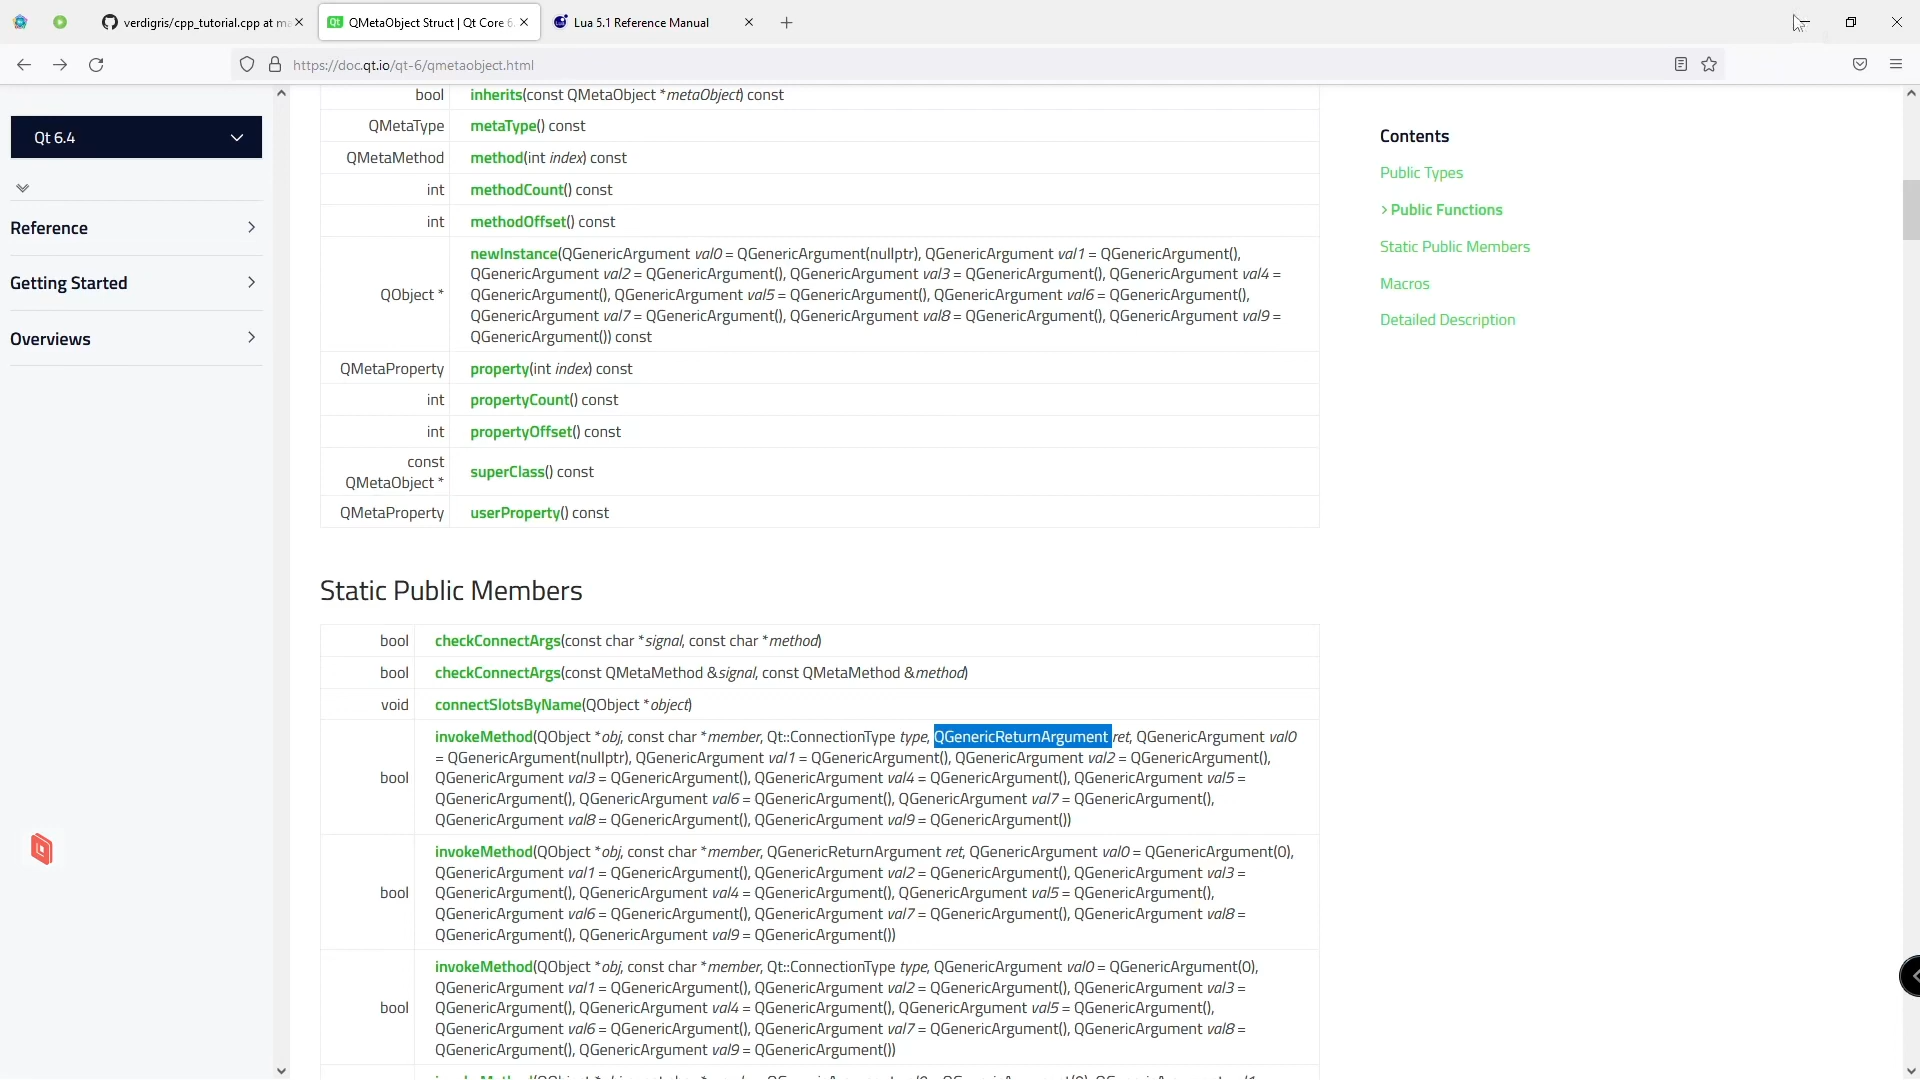 verdigris/cpp_tutorial.cpp at ma
QMetaObject Struct | Qt Core 6.
Lua 5.1 Reference Manual
https://doc.qt.io/qt-6/qmetaobject.html
Qt 6.4
Reference
Getting Started
Overviews
bool inherits(const QMetaObject *metaObject) const
QMetaType metaType() const
QMetaMethod method(int index) const
int methodCount() const
int methodOffset() const
QObject * newInstance(QGenericArgument val0 = QGenericArgument(nullptr), QGenericArgument val1 = QGenericArgument(),
QGenericArgument val2 = QGenericArgument(), QGenericArgument val3 = QGenericArgument(), QGenericArgument val4 =
QGenericArgument(), QGenericArgument val5 = QGenericArgument(), QGenericArgument val6 = QGenericArgument(),
QGenericArgument val7 = QGenericArgument(), QGenericArgument val8 = QGenericArgument(), QGenericArgument val9 =
QGenericArgument()) const
QMetaProperty property(int index) const
int propertyCount() const
int propertyOffset() const
const
QMetaObject * superClass() const
QMetaProperty userProperty() const
Static Public Members
bool checkConnectArgs(const char *signal, const char *method)
bool checkConnectArgs(const QMetaMethod &signal, const QMetaMethod &method)
void connectSlotsByName(QObject *object)
bool invokeMethod(QObject *obj, const char *member, Qt::ConnectionType type, QGenericReturnArgument ret, QGenericArgument val0
= QGenericArgument(nullptr), QGenericArgument val1 = QGenericArgument(), QGenericArgument val2 = QGenericArgument(),
QGenericArgument val3 = QGenericArgument(), QGenericArgument val4 = QGenericArgument(), QGenericArgument val5 =
QGenericArgument(), QGenericArgument val6 = QGenericArgument(), QGenericArgument val7 = QGenericArgument(),
QGenericArgument val8 = QGenericArgument(), QGenericArgument val9 = QGenericArgument())
bool invokeMethod(QObject *obj, const char *member, QGenericReturnArgument ret, QGenericArgument val0 = QGenericArgument(0),
QGenericArgument val1 = QGenericArgument(), QGenericArgument val2 = QGenericArgument(), QGenericArgument val3 =
QGenericArgument(), QGenericArgument val4 = QGenericArgument(), QGenericArgument val5 = QGenericArgument(),
QGenericArgument val6 = QGenericArgument(), QGenericArgument val7 = QGenericArgument(), QGenericArgument val8 =
QGenericArgument(), QGenericArgument val9 = QGenericArgument())
bool invokeMethod(QObject *obj, const char *member, Qt::ConnectionType type, QGenericArgument val0 = QGenericArgument(0),
QGenericArgument val1 = QGenericArgument(), QGenericArgument val2 = QGenericArgument(), QGenericArgument val3 =
QGenericArgument(), QGenericArgument val4 = QGenericArgument(), QGenericArgument val5 = QGenericArgument(),
QGenericArgument val6 = QGenericArgument(), QGenericArgument val7 = QGenericArgument(), QGenericArgument val8 =
QGenericArgument(), QGenericArgument val9 = QGenericArgument())
Contents
Public Types
Public Functions
Static Public Members
Macros
Detailed Description